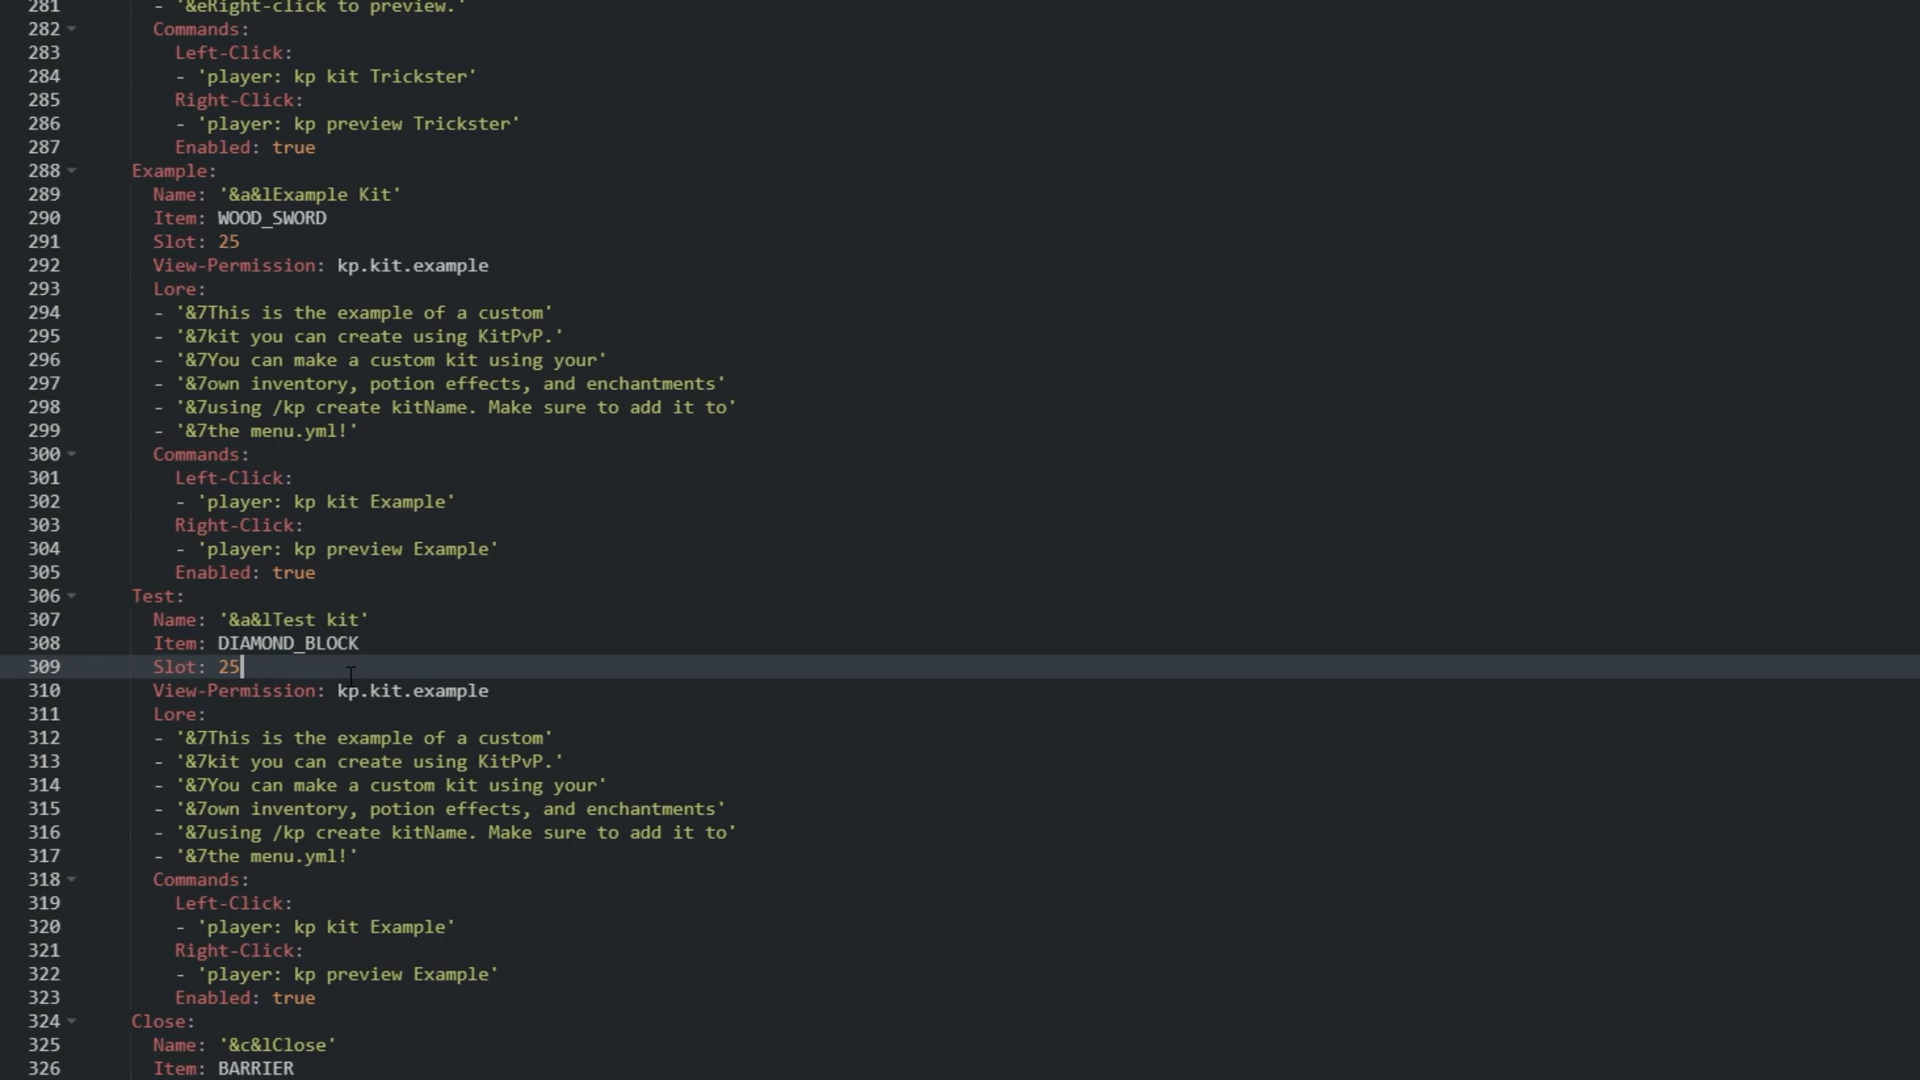 281 - '&eRight-click to preview.'
282 Commands:
283 Left-Click:
284 - 'player: kp kit Trickster'
285 Right-Click:
286 - 'player: kp preview Trickster'
287 Enabled: true
288 Example:
289 Name: '&a&lExample Kit'
290 Item: WOOD_SWORD
291 Slot: 25
292 View-Permission: kp.kit.example
293 Lore:
294 - '&7This is the example of a custom'
295 - '&7kit you can create using KitPvP.'
296 - '&7You can make a custom kit using your'
297 - '&7own inventory, potion effects, and enchantments'
298 - '&7using /kp create kitName. Make sure to add it to'
299 - '&7the menu.yml!'
300 Commands:
301 Left-Click:
302 - 'player: kp kit Example'
303 Right-Click:
304 - 'player: kp preview Example'
305 Enabled: true
306 Test:
307 Name: '&a&lTest kit'
308 Item: DIAMOND_BLOCK
309 Slot: 25
310 View-Permission: kp.kit.example
311 Lore:
312 - '&7This is the example of a custom'
313 - '&7kit you can create using KitPvP.'
314 - '&7You can make a custom kit using your'
315 - '&7own inventory, potion effects, and enchantments'
316 - '&7using /kp create kitName. Make sure to add it to'
317 - '&7the menu.yml!'
318 Commands:
319 Left-Click:
320 - 'player: kp kit Example'
321 Right-Click:
322 - 'player: kp preview Example'
323 Enabled: true
324 Close:
325 Name: '&c&lClose'
326 Item: BARRIER